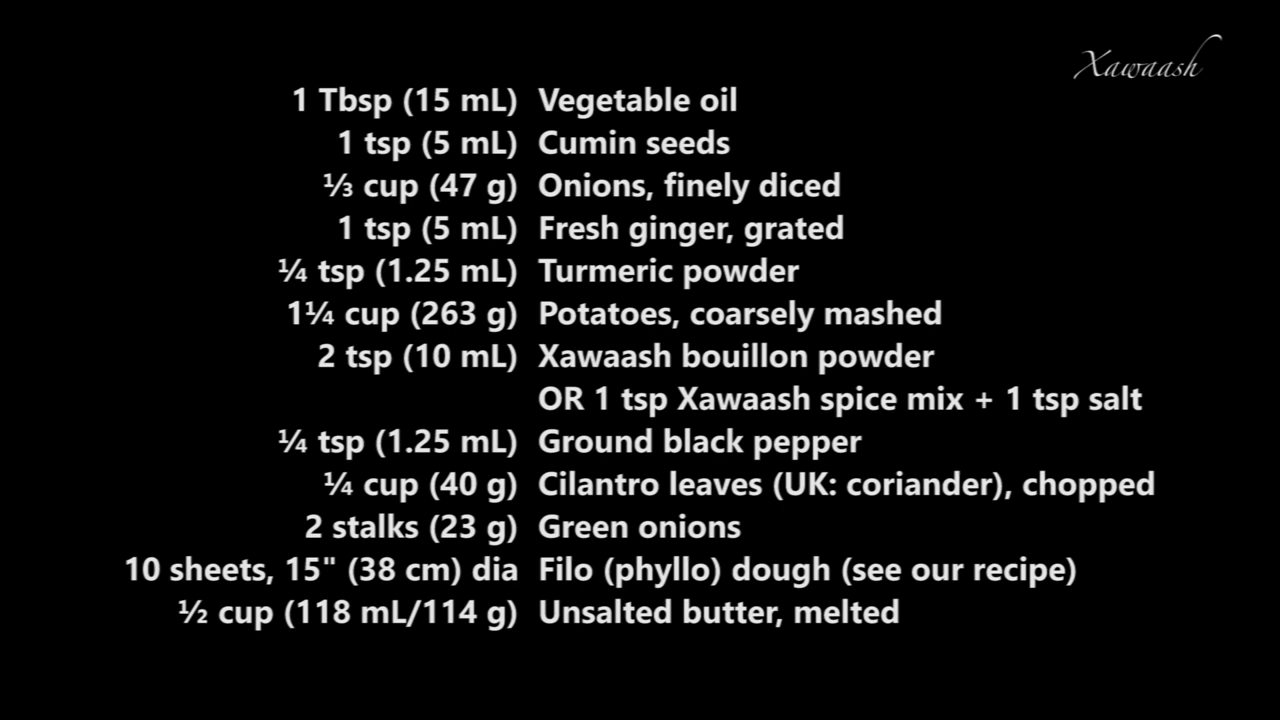 Xawaash
1 Tbsp (15 mL) Vegetable oil
1 tsp (5 mL) Cumin seeds
⅓ cup (47 g) Onions, finely diced
1 tsp (5 mL) Fresh ginger, grated
¼ tsp (1.25 mL) Turmeric powder
1¼ cup (263 g) Potatoes, coarsely mashed
2 tsp (10 mL) Xawaash bouillon powder
OR 1 tsp Xawaash spice mix + 1 tsp salt
¼ tsp (1.25 mL) Ground black pepper
¼ cup (40 g) Cilantro leaves (UK: coriander), chopped
2 stalks (23 g) Green onions
10 sheets, 15" (38 cm) dia Filo (phyllo) dough (see our recipe)
½ cup (118 mL/114 g) Unsalted butter, melted